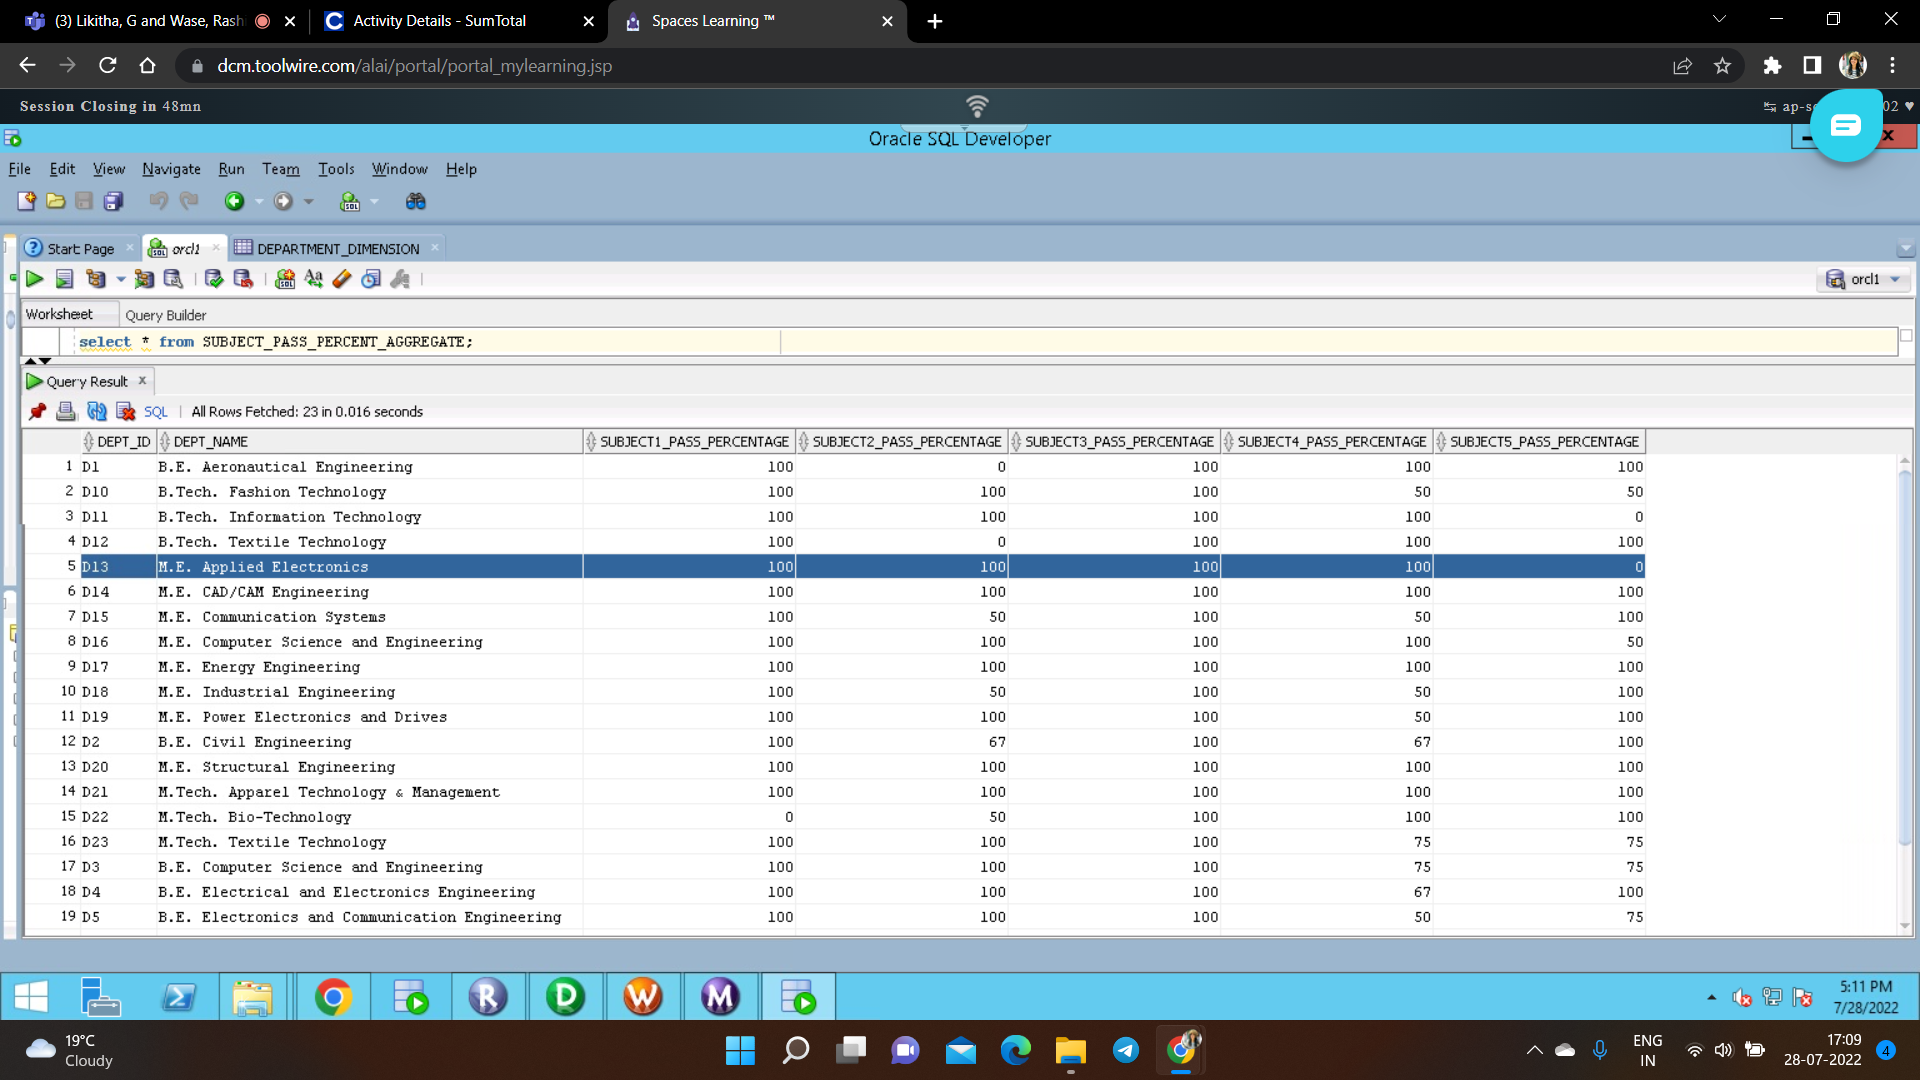 (3) Likitha, G and Wase, Rash
Activity Details - SumTotal
Spaces Learning ™
dcm.toolwire.com/alai/portal/portal_mylearning.jsp
Session Closing in 48mn
02
Oracle SQL Developer
File Edit View Navigate Run Team Tools Window Help
Start Page orcl1 DEPARTMENT_DIMENSION
orcl1
Worksheet Query Builder
select * from SUBJECT_PASS_PERCENT_AGGREGATE;
Query Result
SQL All Rows Fetched: 23 in 0.016 seconds
DEPT_ID DEPT_NAME SUBJECT1_PASS_PERCENTAGE SUBJECT2_PASS_PERCENTAGE SUBJECT3_PASS_PERCENTAGE SUBJECT4_PASS_PERCENTAGE SUBJECT5_PASS_PERCENTAGE
1 D1 B.E. Aeronautical Engineering 100 0 100 100 100
2 D10 B.Tech. Fashion Technology 100 100 100 50 50
3 D11 B.Tech. Information Technology 100 100 100 100 0
4 D12 B.Tech. Textile Technology 100 0 100 100 100
5 D13 M.E. Applied Electronics 100 100 100 100 0
6 D14 M.E. CAD/CAM Engineering 100 100 100 100 100
7 D15 M.E. Communication Systems 100 50 100 50 100
8 D16 M.E. Computer Science and Engineering 100 100 100 100 50
9 D17 M.E. Energy Engineering 100 100 100 100 100
10 D18 M.E. Industrial Engineering 100 50 100 50 100
11 D19 M.E. Power Electronics and Drives 100 100 100 50 100
12 D2 B.E. Civil Engineering 100 67 100 67 100
13 D20 M.E. Structural Engineering 100 100 100 100 100
14 D21 M.Tech. Apparel Technology & Management 100 100 100 100 100
15 D22 M.Tech. Bio-Technology 0 50 100 100 100
16 D23 M.Tech. Textile Technology 100 100 100 75 75
17 D3 B.E. Computer Science and Engineering 100 100 100 75 75
18 D4 B.E. Electrical and Electronics Engineering 100 100 100 67 100
19 D5 B.E. Electronics and Communication Engineering 100 100 100 50 75
5:11 PM
7/28/2022
19°C
Cloudy
ENG
IN
17:09
28-07-2022
4